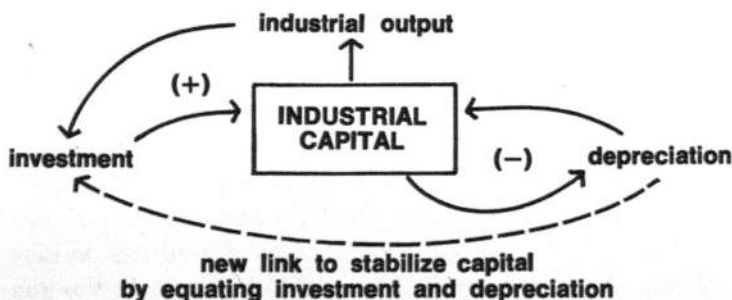 industrial output
(+)
INDUSTRIAL
CAPITAL
investment
(−)
depreciation
new link to stabilize capital
by equating investment and depreciation